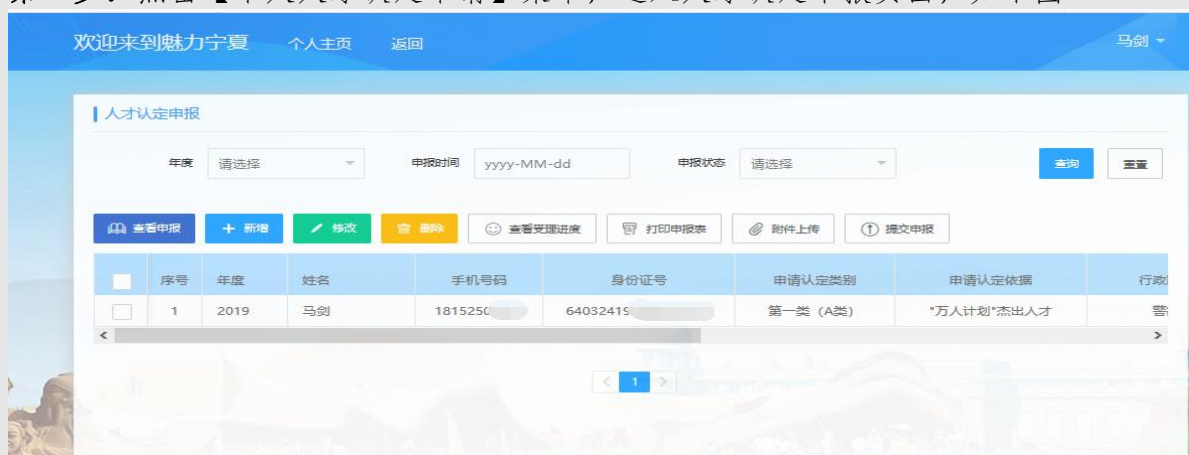 欢迎来到魅力宁夏 个人主页 返回 马剑
人才认定申报
年度 请选择 申报时间 yyyy-MM-dd 申报状态 请选择 查询 重置
查看申报 + 新增 修改 删除 查看受理进度 打印申报表 附件上传 提交申报
序号 年度 姓名 手机号码 身份证号 申请认定类别 申请认定依据 行政
1 2019 马剑 1815250 64032419 第一类 (A类) "万人计划"杰出人才
< >
< 1 >